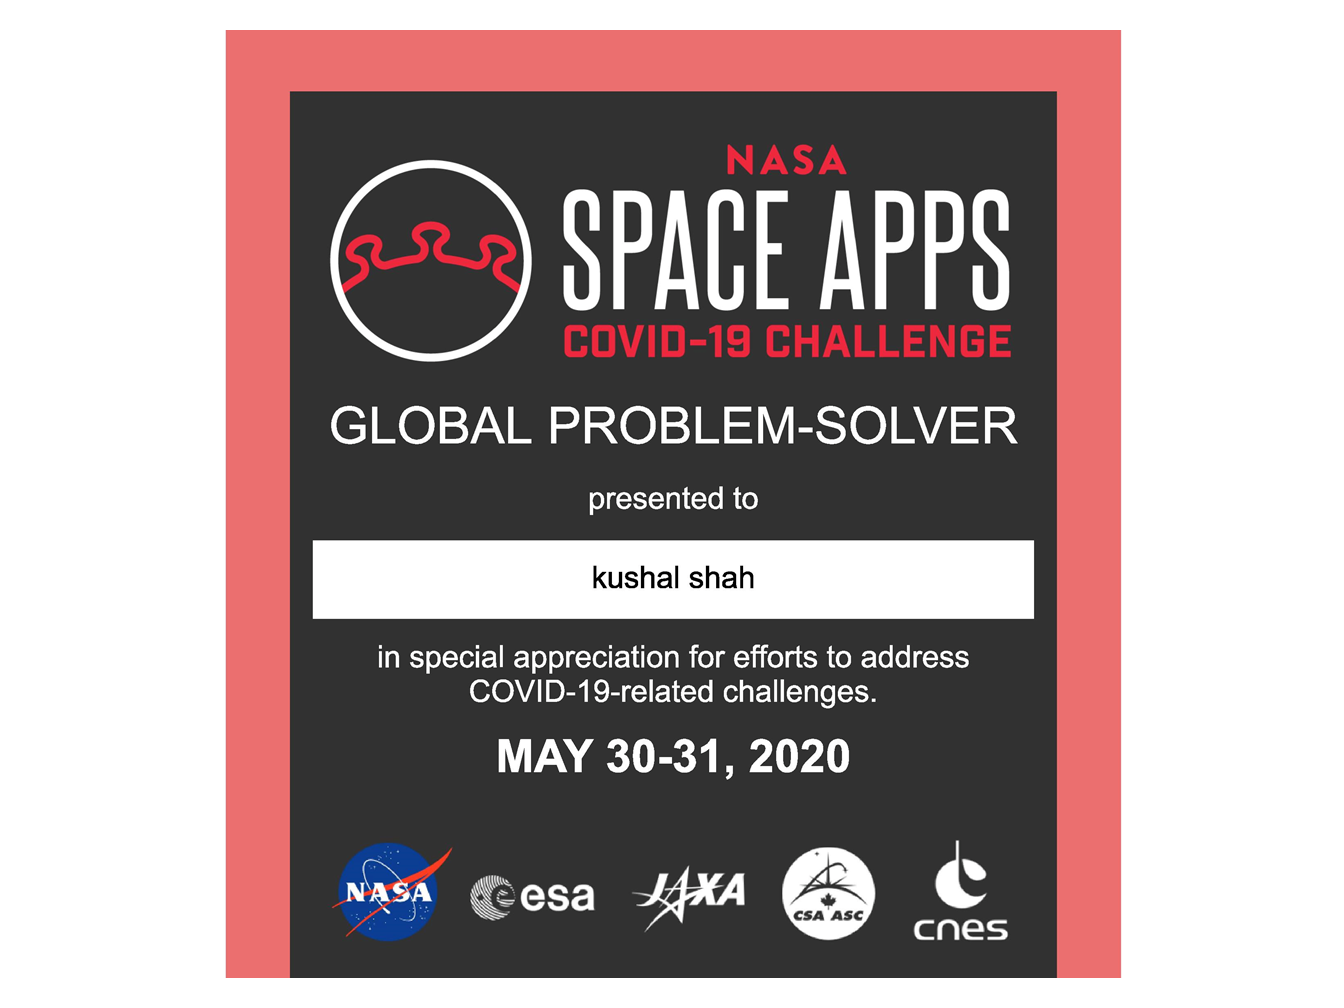 NASA
SPACE APPS
COVID-19 CHALLENGE
GLOBAL PROBLEM-SOLVER
presented to
kushal shah
in special appreciation for efforts to address
COVID-19-related challenges.
MAY 30-31, 2020
NASA
esa
JAXA
CSA ASC
cnes